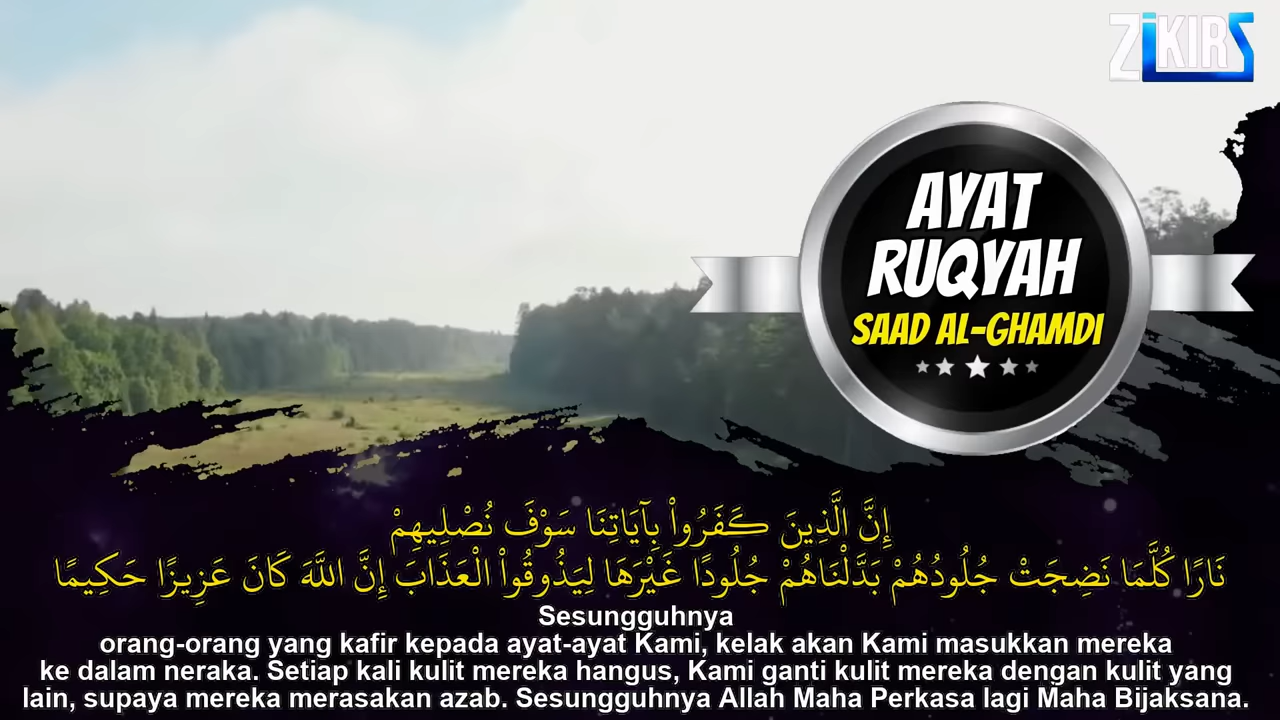 ZIKIRS
AYAT
RUQYAH
SAAD AL-GHAMDI
إِنَّ الَّذِينَ كَفَرُواْ بِآيَاتِنَا سَوْفَ نُصْلِيهِمْ
نَارًا كُلَّمَا نَضِجَتْ جُلُودُهُمْ بَدَّلْنَاهُمْ جُلُودًا غَيْرَهَا لِيَذُوقُواْ الْعَذَابَ إِنَّ اللَّهَ كَانَ عَزِيزًا حَكِيمًا
Sesungguhnya
orang-orang yang kafir kepada ayat-ayat Kami, kelak akan Kami masukkan mereka
ke dalam neraka. Setiap kali kulit mereka hangus, Kami ganti kulit mereka dengan kulit yang
lain, supaya mereka merasakan azab. Sesungguhnya Allah Maha Perkasa lagi Maha Bijaksana.